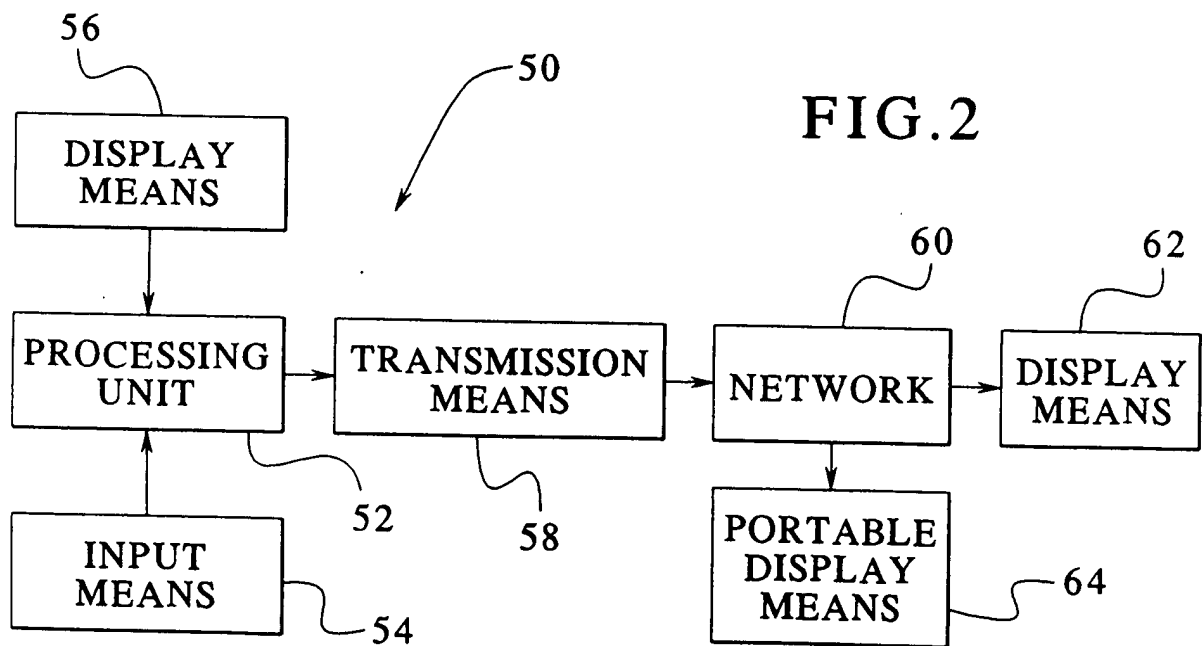 56
50
FIG.2
DISPLAY
MEANS
60
62
PROCESSING
UNIT
TRANSMISSION
MEANS
NETWORK
DISPLAY
MEANS
52
58
INPUT
MEANS
54
PORTABLE
DISPLAY
MEANS
64